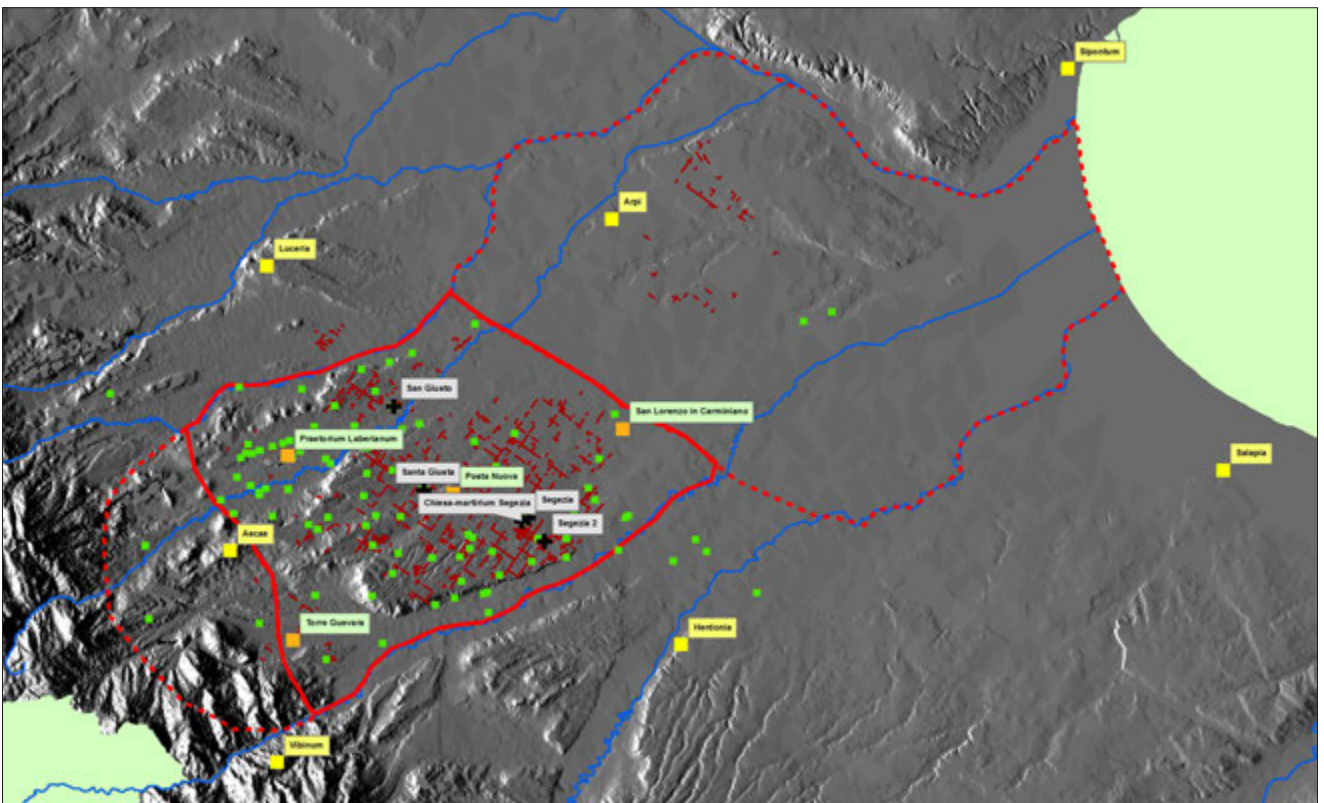 Sipontum
Arpi
Luceria
San Giusto
San Lorenzo in Carminiano
Praetorium Laberianum
Salapia
Santa Giusta
Posta Nuova
Chiesa-martirium Segezia
Segezia
Segezia 2
Aecae
Torre Guevara
Herdonia
Vibinum